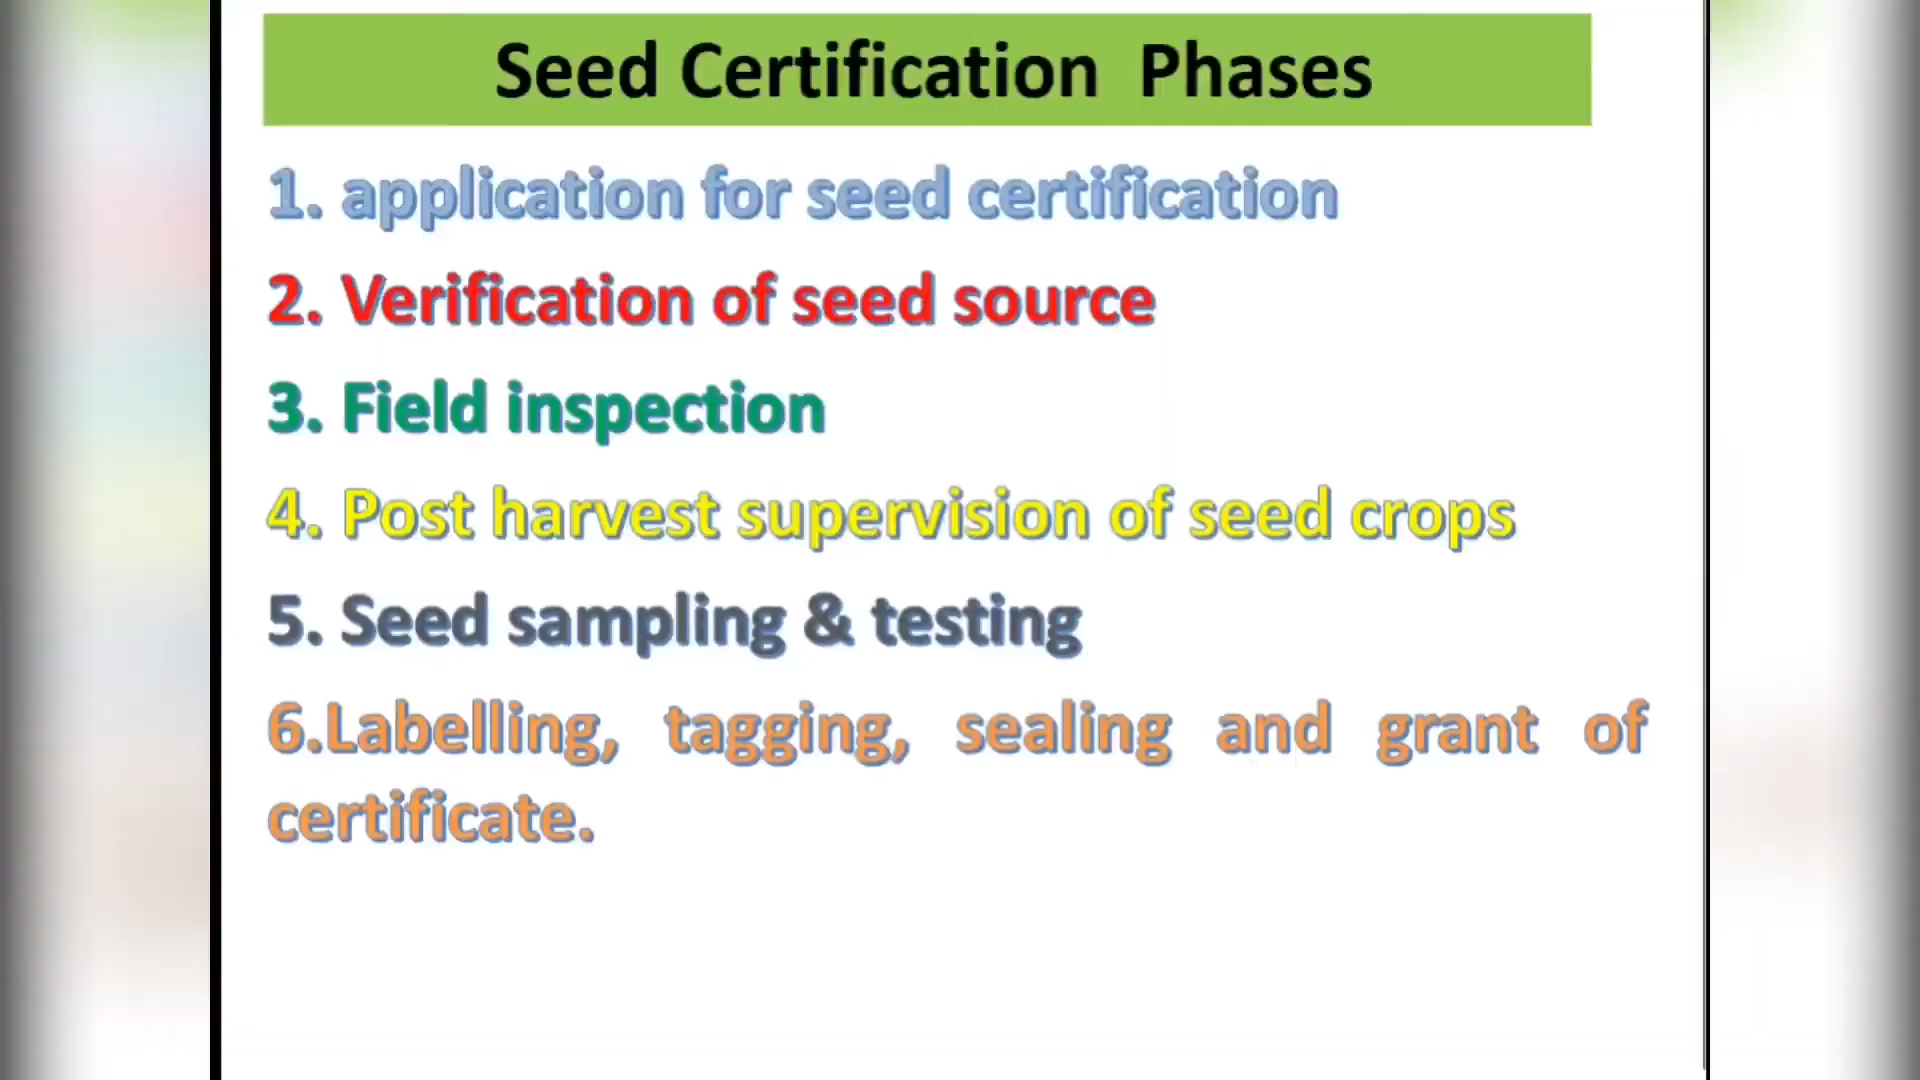 Seed Certification Phases
1. application for seed certification
2. Verification of seed source
3. Field inspection
4. Post harvest supervision of seed crops
5. Seed sampling & testing
6.Labelling, tagging, sealing and grant of
certificate.